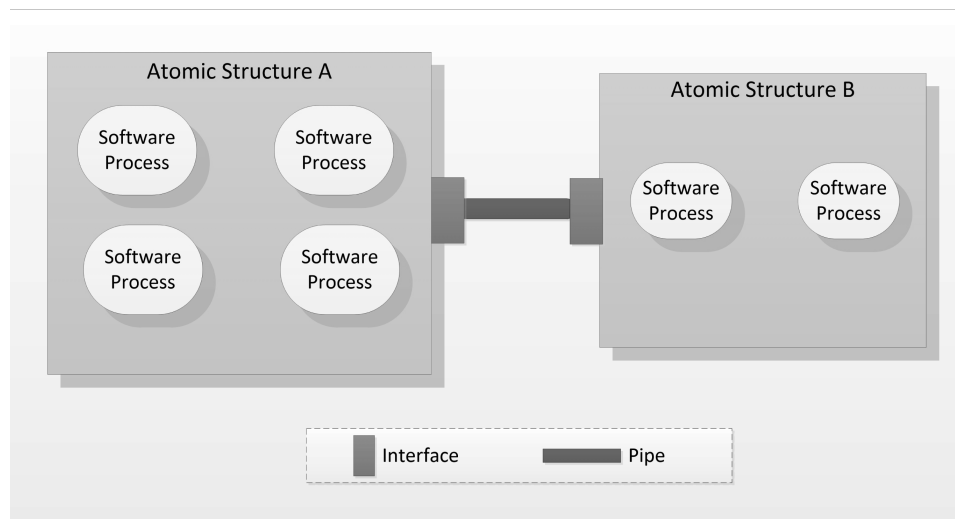 Atomic Structure A
Software
Process
Software
Process
Software
Process
Software
Process
Atomic Structure B
Software
Process
Software
Process
Interface
Pipe